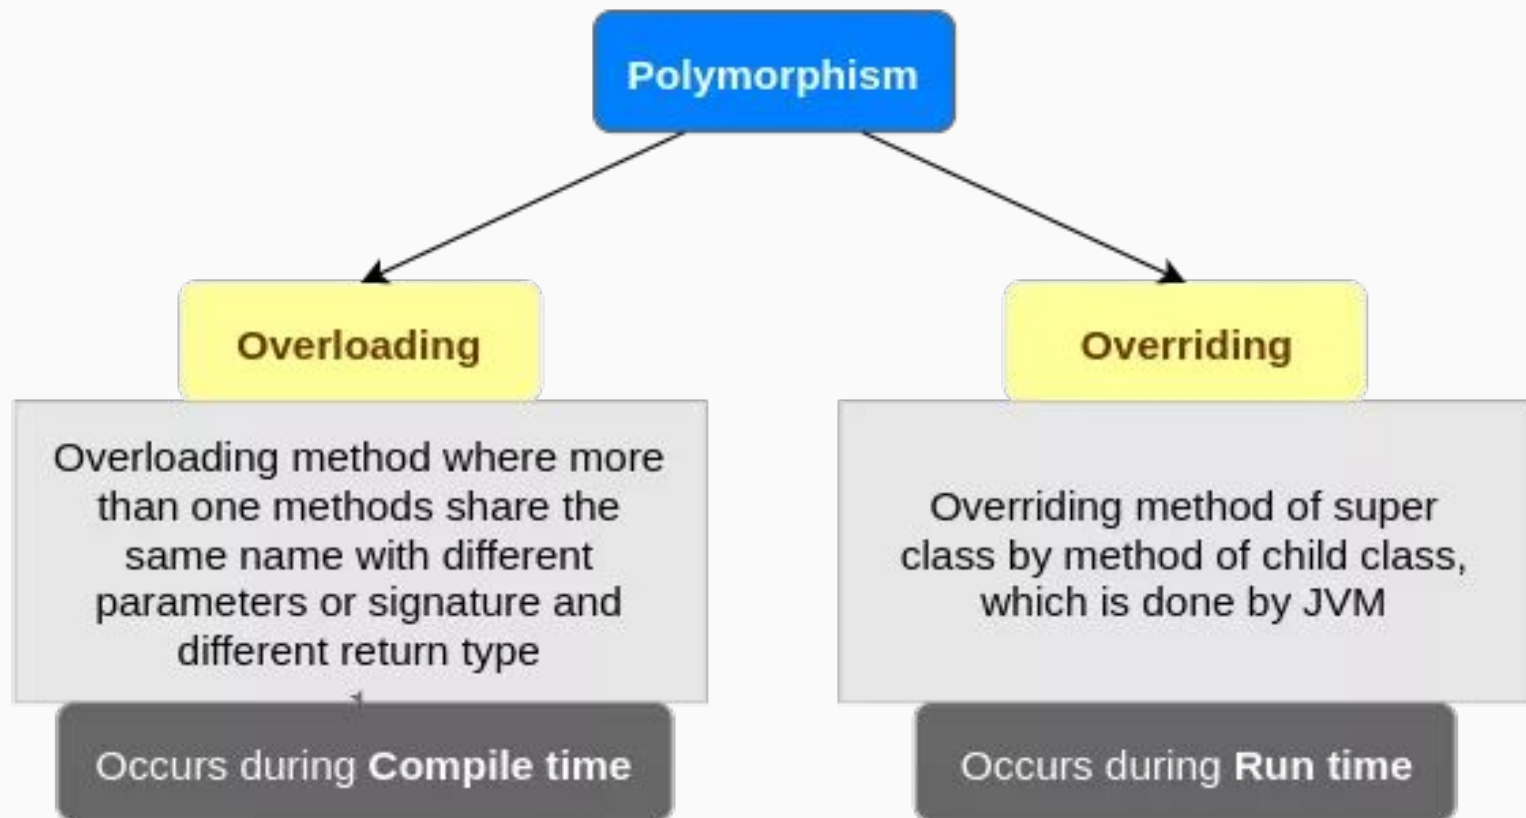 Polymorphism
Overloading
Overloading method where more
than one methods share the
same name with different
parameters or signature and
different return type
Occurs during Compile time
Overriding
Overriding method of super
class by method of child class,
which is done by JVM
Occurs during Run time